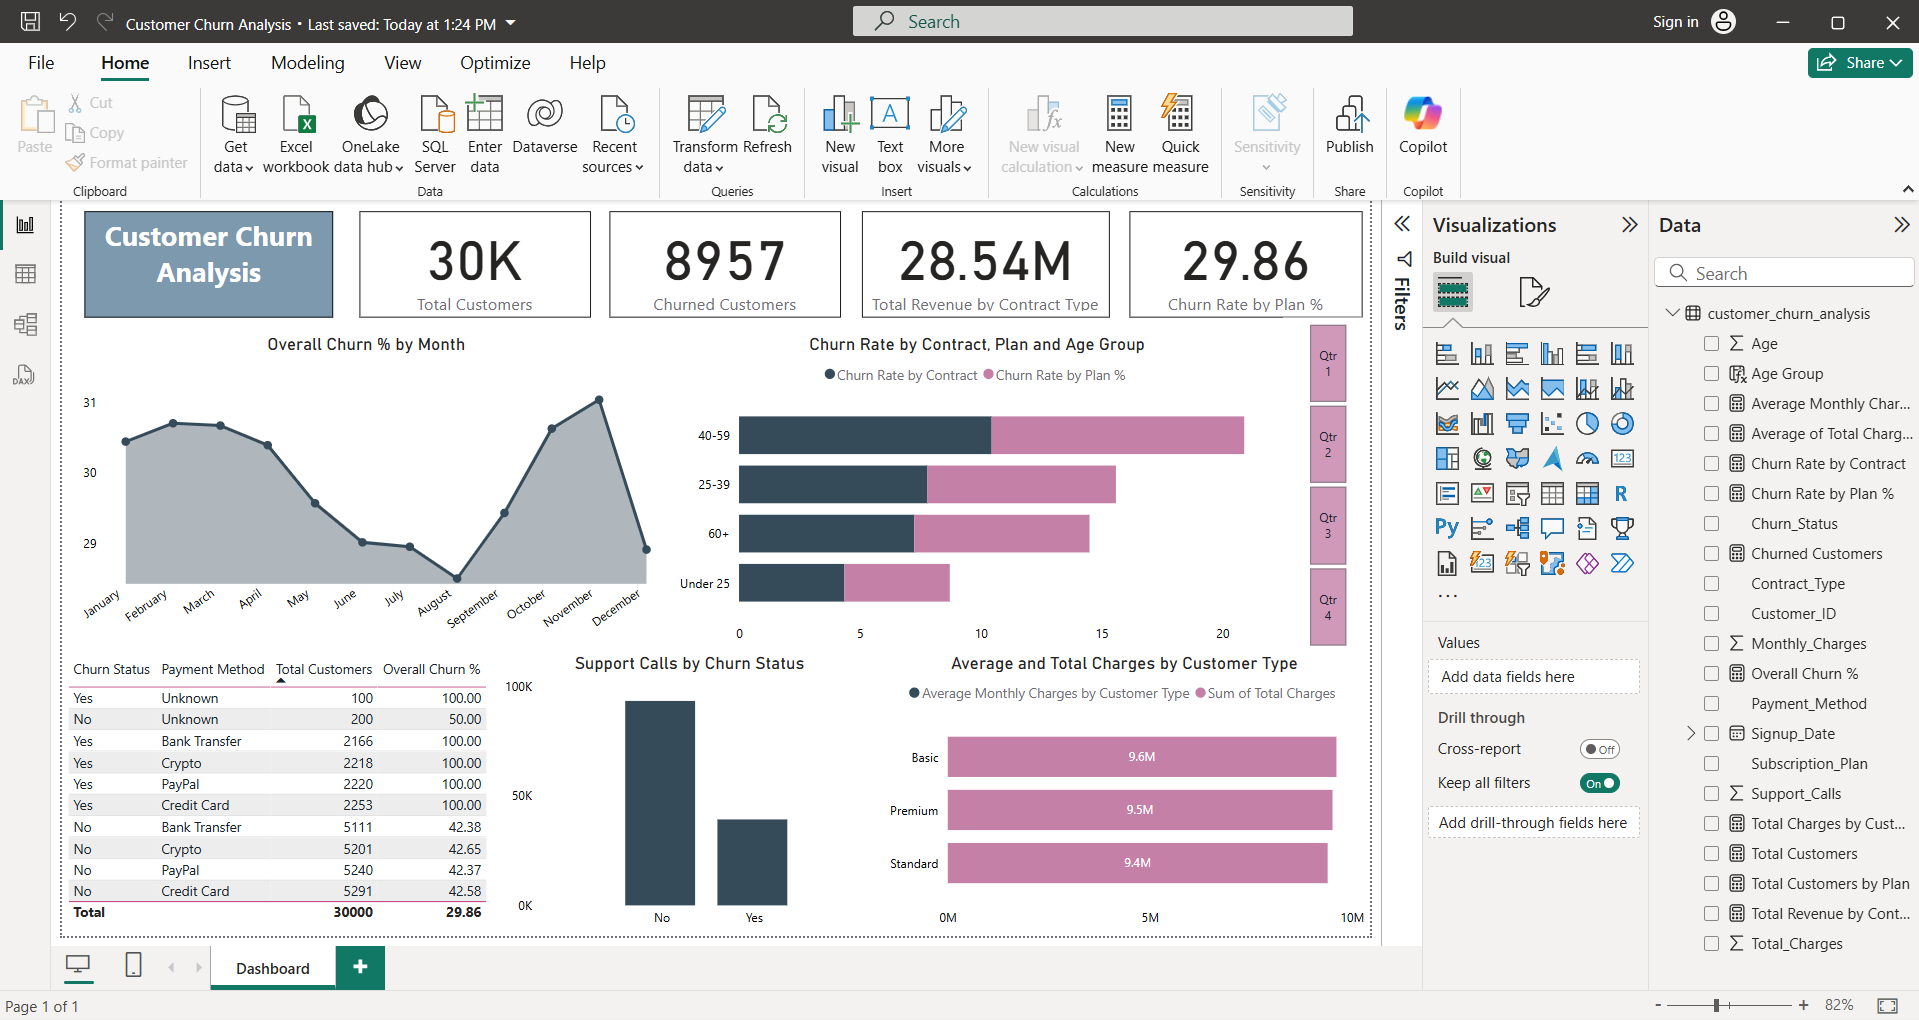 Customer Churn Analysis • Last saved: Today at 1:24 PM
Search
Sign in
File Home Insert Modeling View Optimize Help
Share
Paste
Cut
Copy
Format painter
Clipboard
Get data
Excel workbook
OneLake data hub
SQL Server
Enter data
Dataverse
Recent sources
Data
Transform data
Refresh
Queries
New visual
Text box
More visuals
Insert
New visual calculation
New measure
Quick measure
Calculations
Sensitivity
Sensitivity
Publish
Share
Copilot
Copilot
Customer Churn
Analysis
30K
Total Customers
8957
Churned Customers
28.54M
Total Revenue by Contract Type
29.86
Churn Rate by Plan %
Overall Churn % by Month
31
30
29
January February March April May June July August September October November December
Churn Rate by Contract, Plan and Age Group
Churn Rate by Contract Churn Rate by Plan %
40-59
25-39
60+
Under 25
0 5 10 15 20
Qtr
1
Qtr
2
Qtr
3
Qtr
4
Churn Status Payment Method Total Customers Overall Churn %
Yes Unknown 100 100.00
No Unknown 200 50.00
Yes Bank Transfer 2166 100.00
Yes Crypto 2218 100.00
Yes PayPal 2220 100.00
Yes Credit Card 2253 100.00
No Bank Transfer 5111 42.38
No Crypto 5201 42.65
No PayPal 5240 42.37
No Credit Card 5291 42.58
Total 30000 29.86
Support Calls by Churn Status
100K
50K
0K
No Yes
Average and Total Charges by Customer Type
Average Monthly Charges by Customer Type Sum of Total Charges
Basic 9.6M
Premium 9.5M
Standard 9.4M
0M 5M 10M
Filters
Visualizations
Build visual
123
R
Py
123
...
Values
Add data fields here
Drill through
Cross-report Off
Keep all filters On
Add drill-through fields here
Data
Search
customer_churn_analysis
Age
Age Group
Average Monthly Char...
Average of Total Charg...
Churn Rate by Contract
Churn Rate by Plan %
Churn_Status
Churned Customers
Contract_Type
Customer_ID
Monthly_Charges
Overall Churn %
Payment_Method
Signup_Date
Subscription_Plan
Support_Calls
Total Charges by Cust...
Total Customers
Total Customers by Plan
Total Revenue by Cont...
Total_Charges
DAX
Dashboard
+
Page 1 of 1
- + 82%